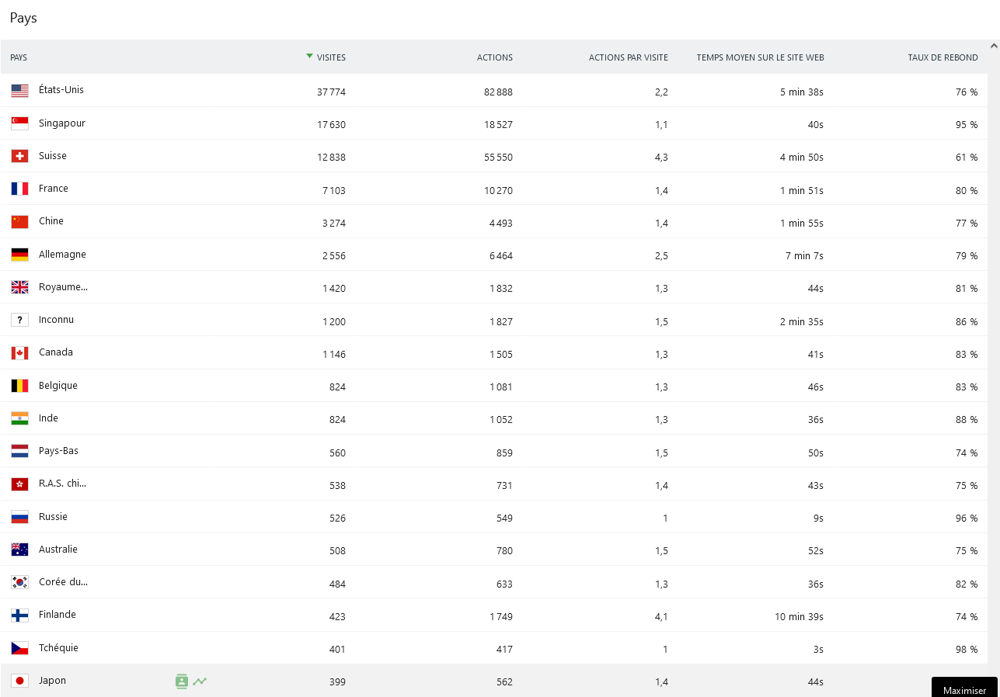 Pays
PAYS VISITES ACTIONS ACTIONS PAR VISITE TEMPS MOYEN SUR LE SITE WEB TAUX DE REBOND
États-Unis 37 774 82 888 2,2 5 min 38s 76 %
Singapour 17 630 18 527 1,1 40s 95 %
Suisse 12 838 55 550 4,3 4 min 50s 61 %
France 7 103 10 270 1,4 1 min 51s 80 %
Chine 3 274 4 493 1,4 1 min 55s 77 %
Allemagne 2 556 6 464 2,5 7 min 7s 79 %
Royaume... 1 420 1 832 1,3 44s 81 %
? Inconnu 1 200 1 827 1,5 2 min 35s 86 %
Canada 1 146 1 505 1,3 41s 83 %
Belgique 824 1 081 1,3 46s 83 %
Inde 824 1 052 1,3 36s 88 %
Pays-Bas 560 859 1,5 50s 74 %
R.A.S. chi... 538 731 1,4 43s 75 %
Russie 526 549 1 9s 96 %
Australie 508 780 1,5 52s 75 %
Corée du... 484 633 1,3 36s 82 %
Finlande 423 1 749 4,1 10 min 39s 74 %
Tchéquie 401 417 1 3s 98 %
Japon 399 562 1,4 44s
Maximiser